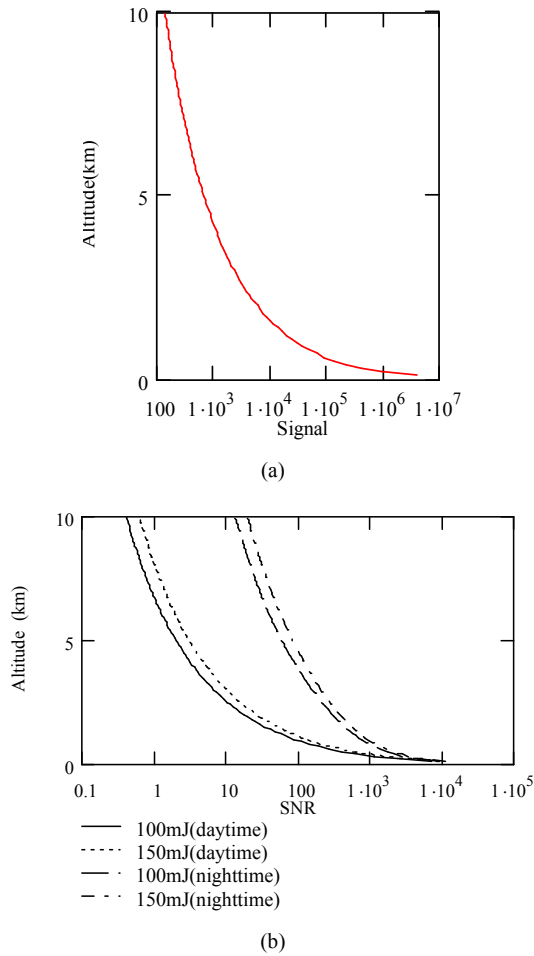 10
5
0
Altitude(km)
100 1·10³ 1·10⁴ 1·10⁵ 1·10⁶ 1·10⁷
Signal
(a)
10
5
0
Altitude (km)
0.1 1 10 100 1·10³ 1·10⁴ 1·10⁵
SNR
100mJ(daytime)
150mJ(daytime)
100mJ(nighttime)
150mJ(nighttime)
(b)